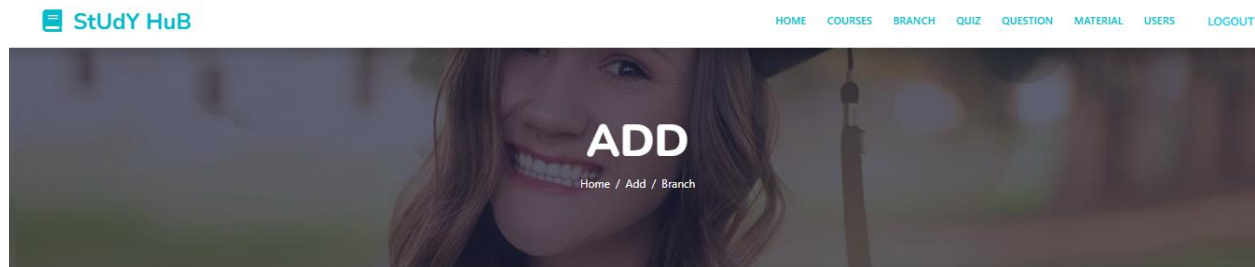 StUdY HuB
HOME COURSES BRANCH QUIZ QUESTION MATERIAL USERS LOGOUT
ADD
Home / Add / Branch